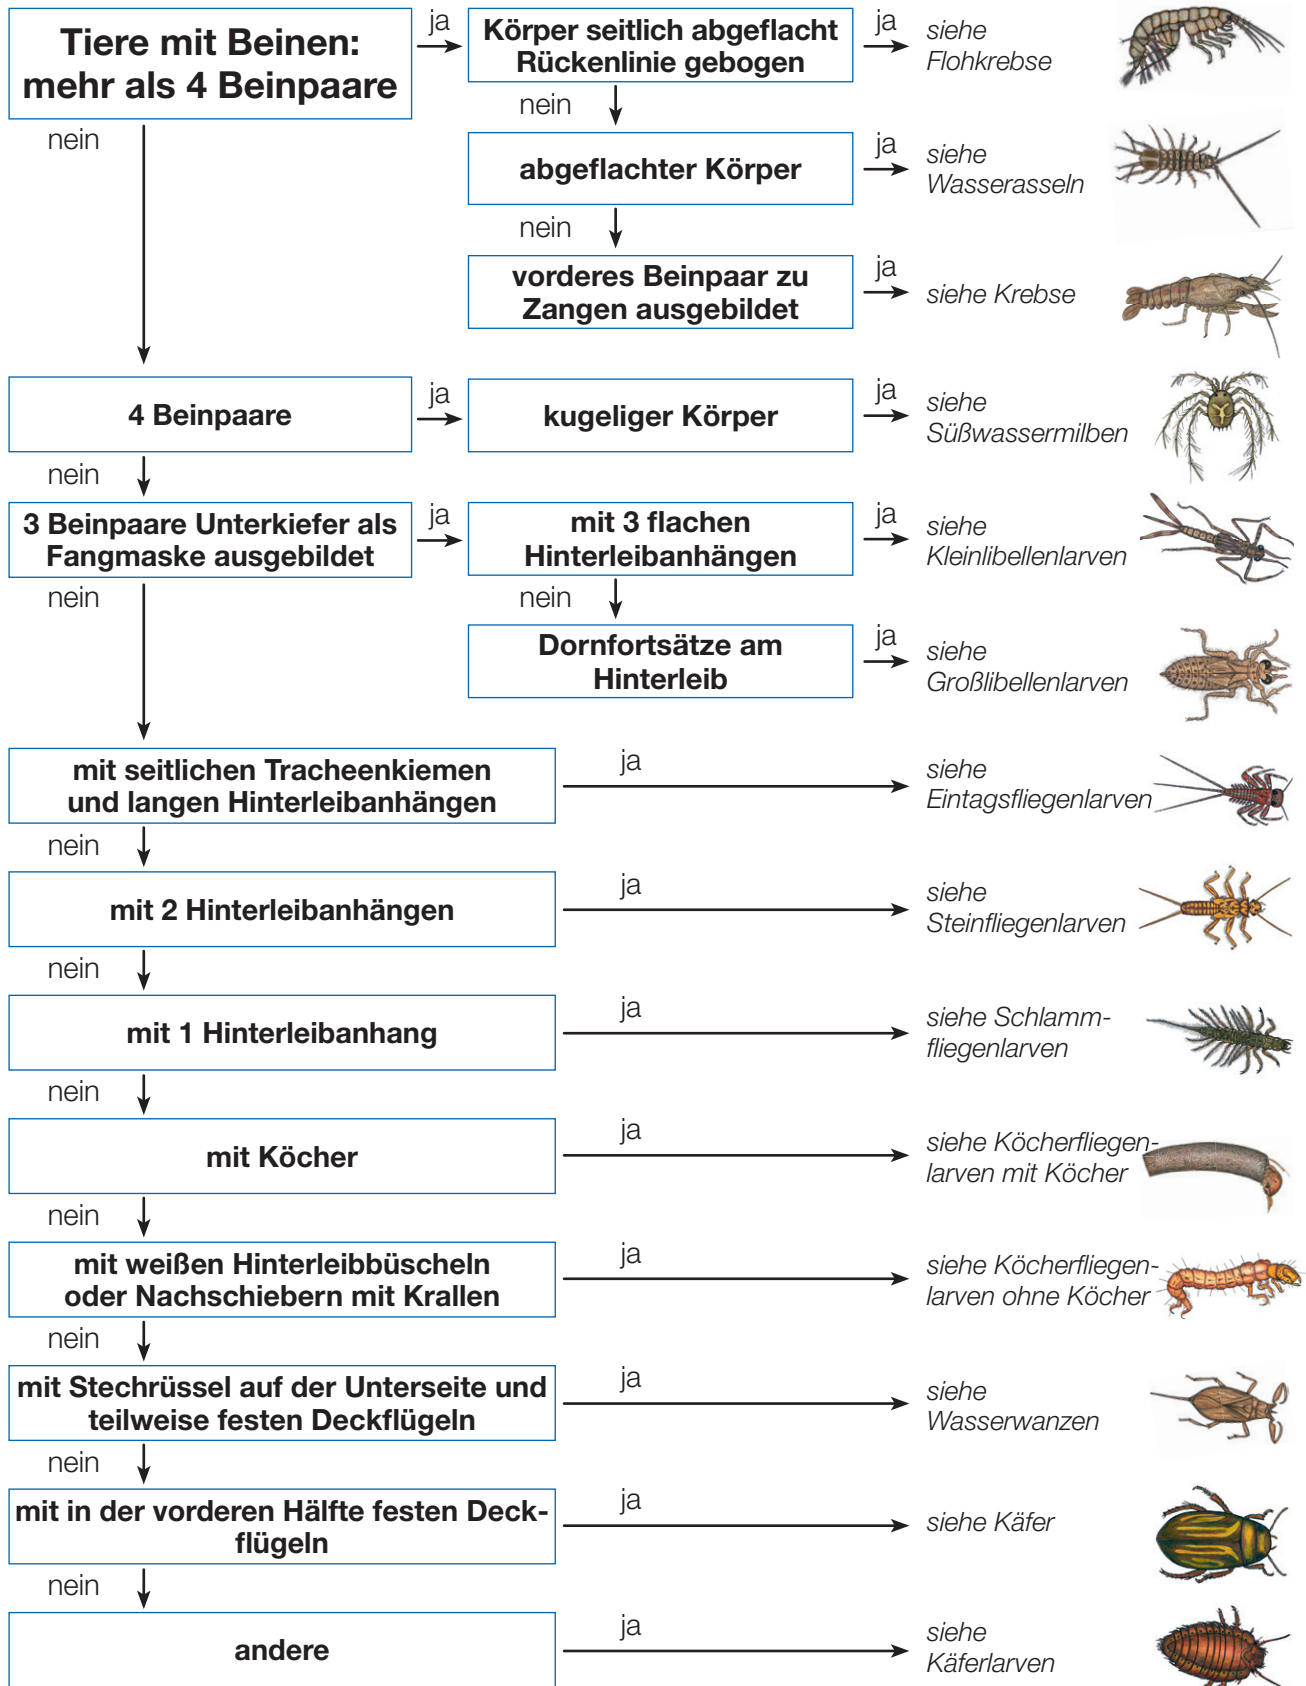 Tiere mit Beinen:
mehr als 4 Beinpaare
ja
Körper seitlich abgeflacht
Rückenlinie gebogen
ja
siehe
Flohkrebse
nein
nein
abgeflachter Körper
ja
siehe
Wasserasseln
nein
vorderes Beinpaar zu
Zangen ausgebildet
ja
siehe Krebse
4 Beinpaare
ja
kugeliger Körper
ja
siehe
Süßwassermilben
nein
3 Beinpaare Unterkiefer als
Fangmaske ausgebildet
ja
mit 3 flachen
Hinterleibanhängen
ja
siehe
Kleinlibellenlarven
nein
nein
Dornfortsätze am
Hinterleib
ja
siehe
Großlibellenlarven
mit seitlichen Tracheenkiemen
und langen Hinterleibanhängen
ja
siehe
Eintagsfliegenlarven
nein
mit 2 Hinterleibanhängen
ja
siehe
Steinfliegenlarven
nein
mit 1 Hinterleibanhang
ja
siehe Schlamm-
fliegenlarven
nein
mit Köcher
ja
siehe Köcherfliegen-
larven mit Köcher
nein
mit weißen Hinterleibbüscheln
oder Nachschiebern mit Krallen
ja
siehe Köcherfliegen-
larven ohne Köcher
nein
mit Stechrüssel auf der Unterseite und
teilweise festen Deckflügeln
ja
siehe
Wasserwanzen
nein
mit in der vorderen Hälfte festen Deck-
flügeln
ja
siehe Käfer
nein
andere
ja
siehe
Käferlarven